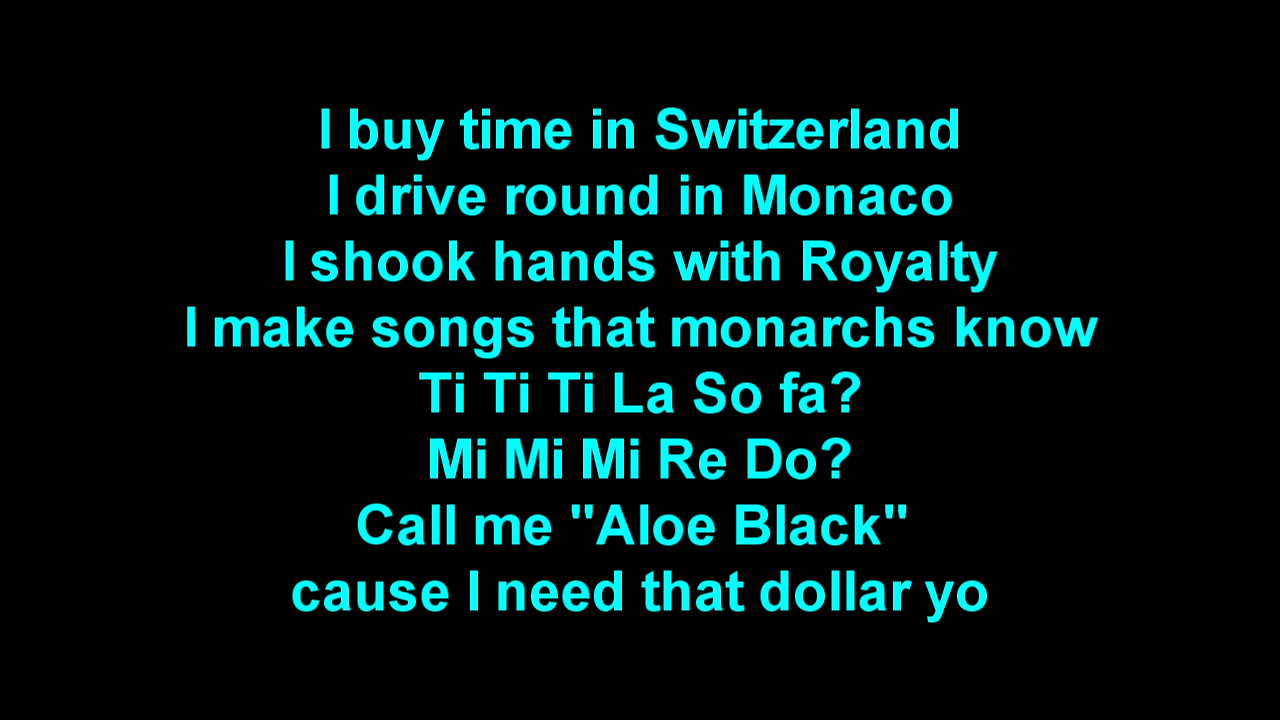 I buy time in Switzerland
I drive round in Monaco
I shook hands with Royalty
I make songs that monarchs know
Ti Ti Ti La So fa?
Mi Mi Mi Re Do?
Call me "Aloe Black"
cause I need that dollar yo